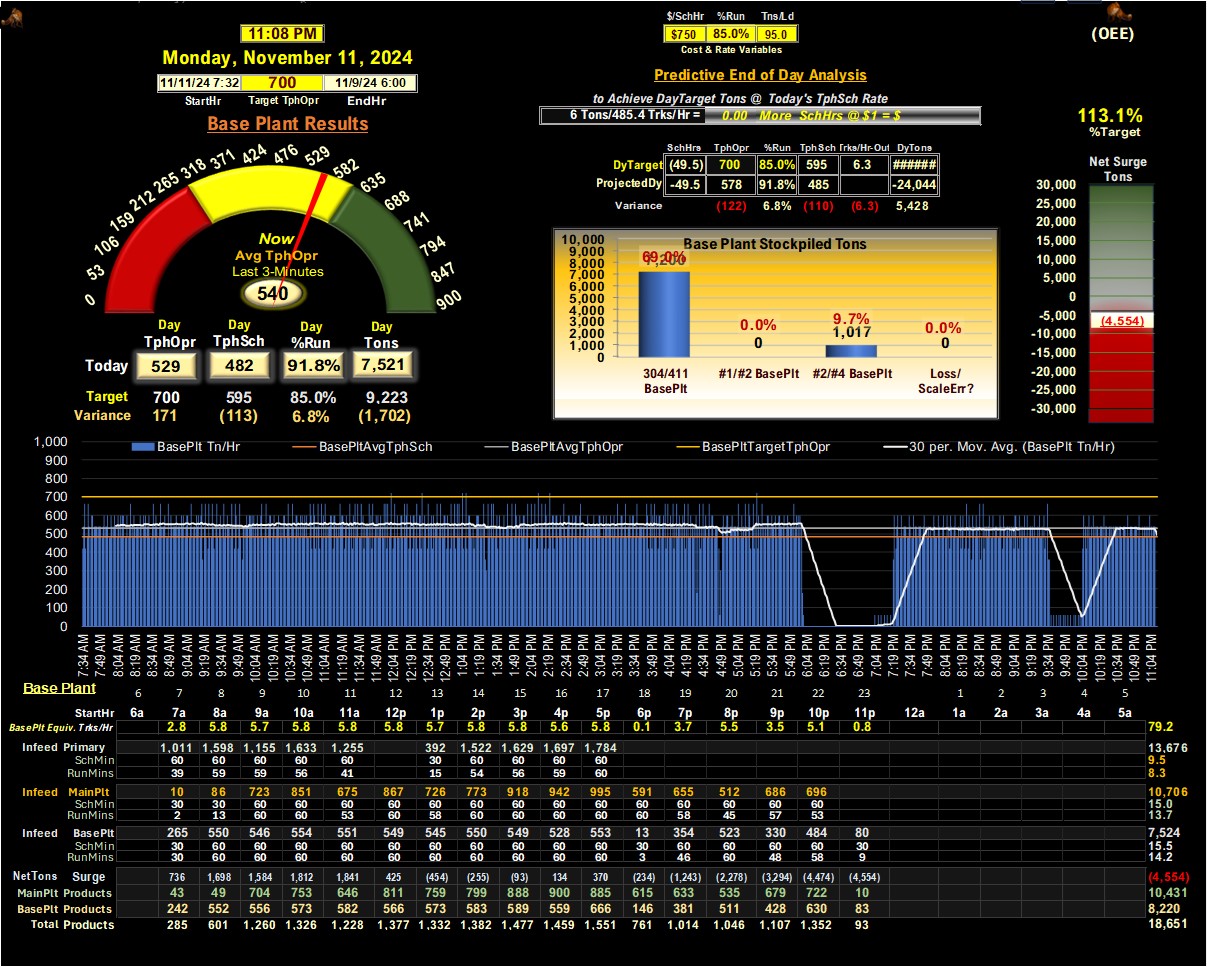 11:08 PM
Monday, November 11, 2024
11/11/24 7:32 700 11/9/24 6:00
StartHr Target TphOpr EndHr
Base Plant Results
0 53 106 159 212 265 318 371 424 476 529 582 635 688 741 794 847 900
Now
Avg TphOpr
Last 3-Minutes
540
Day Day Day Day
TphOpr TphSch %Run Tons
Today 529 482 91.8% 7,521
Target 700 595 85.0% 9,223
Variance 171 (113) 6.8% (1,702)
$/SchHr %Run Tns/Ld
$750 85.0% 95.0
Cost & Rate Variables
Predictive End of Day Analysis
to Achieve DayTarget Tons @ Today's TphSch Rate
6 Tons/485.4 Trks/Hr = 0.00 More SchHrs @ $1 = $
SchHrs TphOpr %Run TphSch Trks/Hr-Out DyTons
DyTarget (49.5) 700 85.0% 595 6.3 ######
ProjectedDy -49.5 578 91.8% 485 -24,044
Variance (122) 6.8% (110) (6.3) 5,428
Base Plant Stockpiled Tons
10,000
9,000
8,000
7,000
6,000
5,000
4,000
3,000
2,000
1,000
0
69.0% 0.0% 9.7% 0.0%
7,200 0 1,017 0
304/411 BasePlt #1/#2 BasePlt #2/#4 BasePlt Loss/ ScaleErr?
(OEE)
113.1%
%Target
Net Surge
Tons
30,000
25,000
20,000
15,000
10,000
5,000
0
-5,000
(4,554)
-10,000
-15,000
-20,000
-25,000
-30,000
BasePlt Tn/Hr BasePltAvgTphSch BasePltAvgTphOpr BasePltTargetTphOpr 30 per. Mov. Avg. (BasePlt Tn/Hr)
1,000
900
800
700
600
500
400
300
200
100
0
7:34 AM 7:49 AM 8:04 AM 8:19 AM 8:34 AM 8:49 AM 9:04 AM 9:19 AM 9:34 AM 9:49 AM 10:04 AM 10:19 AM 10:34 AM 10:49 AM 11:04 AM 11:19 AM 11:34 AM 11:49 AM 12:04 PM 12:19 PM 12:34 PM 12:49 PM 1:04 PM 1:19 PM 1:34 PM 1:49 PM 2:04 PM 2:19 PM 2:34 PM 2:49 PM 3:04 PM 3:19 PM 3:34 PM 3:49 PM 4:04 PM 4:19 PM 4:34 PM 4:49 PM 5:04 PM 5:19 PM 5:34 PM 5:49 PM 6:04 PM 6:19 PM 6:34 PM 6:49 PM 7:04 PM 7:19 PM 7:34 PM 7:49 PM 8:04 PM 8:19 PM 8:34 PM 8:49 PM 9:04 PM 9:19 PM 9:34 PM 9:49 PM 10:04 PM 10:19 PM 10:34 PM 10:49 PM 11:04 PM
Base Plant 6 7 8 9 10 11 12 13 14 15 16 17 18 19 20 21 22 23 1 2 3 4 5
StartHr 6a 7a 8a 9a 10a 11a 12p 1p 2p 3p 4p 5p 6p 7p 8p 9p 10p 11p 12a 1a 2a 3a 4a 5a
BasePlt Equiv. Trks/Hr 2.8 5.8 5.7 5.8 5.8 5.8 5.7 5.8 5.8 5.6 5.8 0.1 3.7 5.5 3.5 5.1 0.8 79.2
Infeed Primary 1,011 1,598 1,155 1,633 1,255 392 1,522 1,629 1,697 1,784 13,676
SchMin 60 60 60 60 60 30 60 60 60 60 9.5
RunMins 39 59 59 56 41 15 54 56 59 60 8.3
Infeed MainPlt 10 86 723 851 675 867 726 773 918 942 995 591 655 512 686 696 10,706
SchMin 30 30 60 60 60 60 60 60 60 60 60 60 60 60 60 60 15.0
RunMins 2 13 60 60 53 60 58 60 60 60 60 60 58 45 57 53 13.7
Infeed BasePlt 265 550 546 554 551 549 545 550 549 528 553 13 354 523 330 484 80 7,524
SchMin 30 60 60 60 60 60 60 60 60 60 60 30 60 60 60 60 30 15.5
RunMins 30 60 60 60 60 60 60 60 60 60 60 3 46 60 48 58 9 14.2
NetTons Surge 736 1,698 1,584 1,812 1,841 425 (454) (255) (93) 134 370 (234) (1,243) (2,278) (3,294) (4,474) (4,554) (4,554)
MainPlt Products 43 49 704 753 646 811 759 799 888 900 885 615 633 535 679 722 10 10,431
BasePlt Products 242 552 556 573 582 566 573 583 589 559 666 146 381 511 428 630 83 8,220
Total Products 285 601 1,260 1,326 1,228 1,377 1,332 1,382 1,477 1,459 1,551 761 1,014 1,046 1,107 1,352 93 18,651